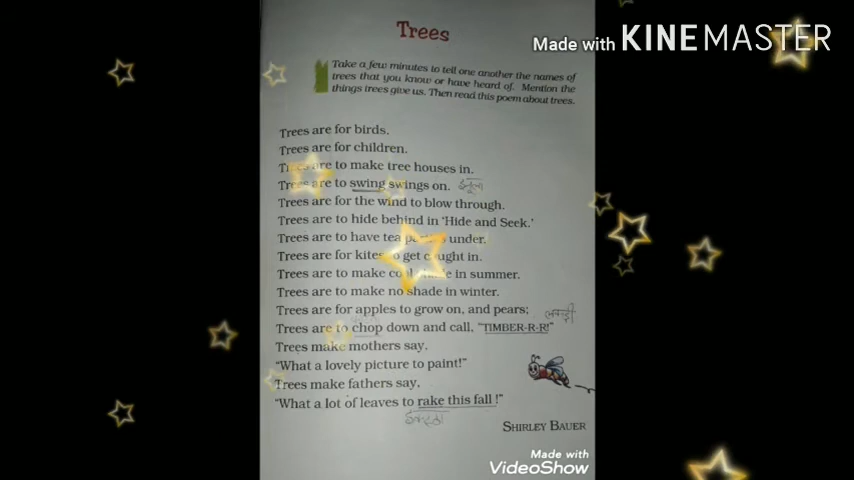 Made with KINEMASTER
Trees
Take a few minutes to tell one another the names of
trees that you know or have heard of. Mention the
things trees give us. Then read this poem about trees.
Trees are for birds.
Trees are for children.
Trees are to make tree houses in.
Trees are to swing swings on.
Trees are for the wind to blow through.
Trees are to hide behind in 'Hide and Seek.'
Trees are to have tea parties under.
Trees are for kites to get caught in.
Trees are to make cool shade in summer.
Trees are to make no shade in winter.
Trees are for apples to grow on, and pears;
Trees are to chop down and call, "TIMBER-R-R!"
Trees make mothers say,
"What a lovely picture to paint!"
Trees make fathers say,
"What a lot of leaves to rake this fall !"
SHIRLEY BAUER
Made with
VideoShow